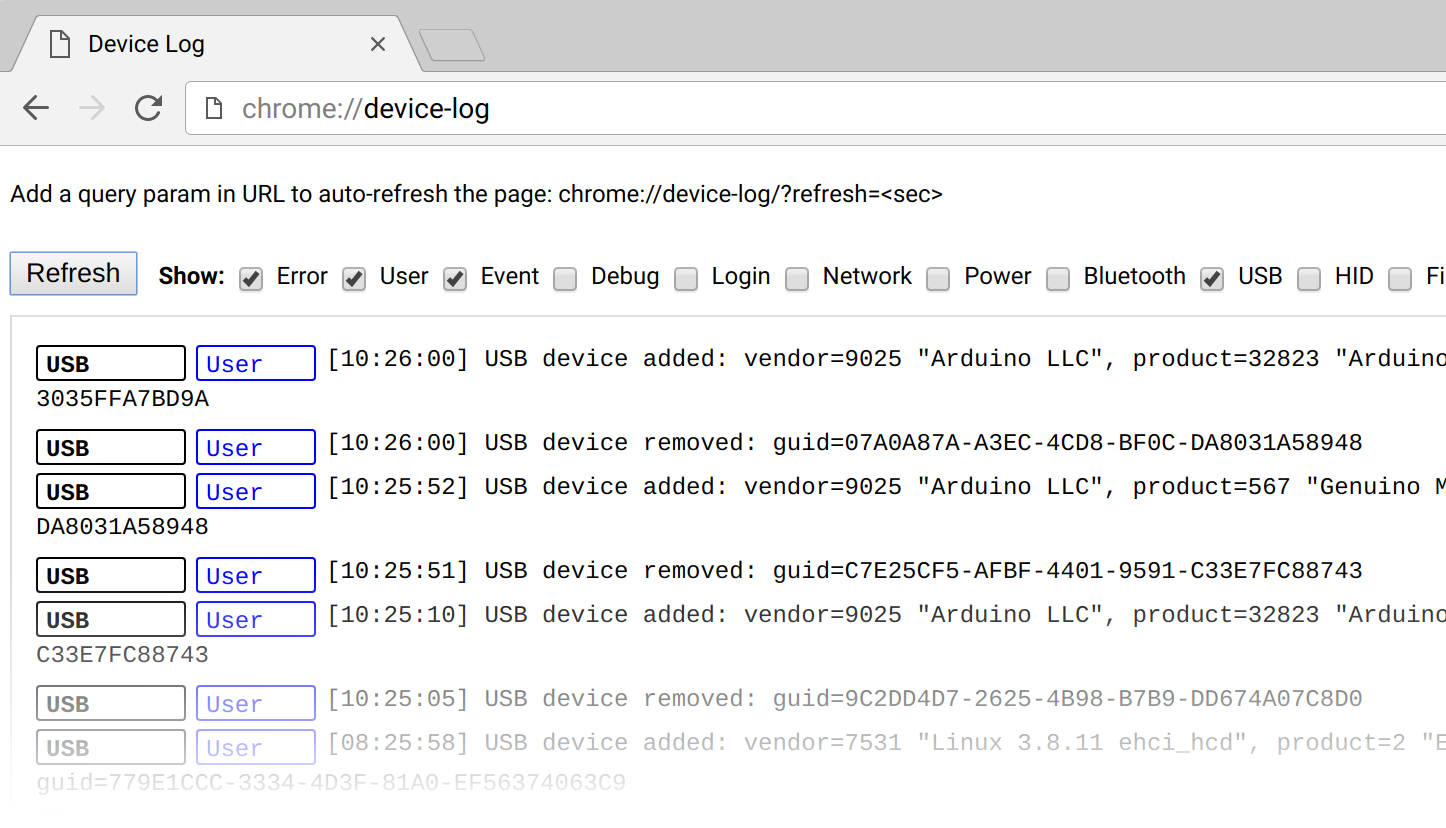 Device Log
chrome://device-log
Add a query param in URL to auto-refresh the page: chrome://device-log/?refresh=<sec>
Refresh Show: Error User Event Debug Login Network Power Bluetooth USB HID Fi
USB User [10:26:00] USB device added: vendor=9025 "Arduino LLC", product=32823 "Arduino
3035FFA7BD9A
USB User [10:26:00] USB device removed: guid=07A0A87A-A3EC-4CD8-BF0C-DA8031A58948
USB User [10:25:52] USB device added: vendor=9025 "Arduino LLC", product=567 "Genuino M
DA8031A58948
USB User [10:25:51] USB device removed: guid=C7E25CF5-AFBF-4401-9591-C33E7FC88743
USB User [10:25:10] USB device added: vendor=9025 "Arduino LLC", product=32823 "Arduino
C33E7FC88743
USB User [10:25:05] USB device removed: guid=9C2DD4D7-2625-4B98-B7B9-DD674A07C8D0
USB User [08:25:58] USB device added: vendor=7531 "Linux 3.8.11 ehci_hcd", product=2 "E
guid=779E1CCC-3334-4D3F-81A0-EF56374063C9